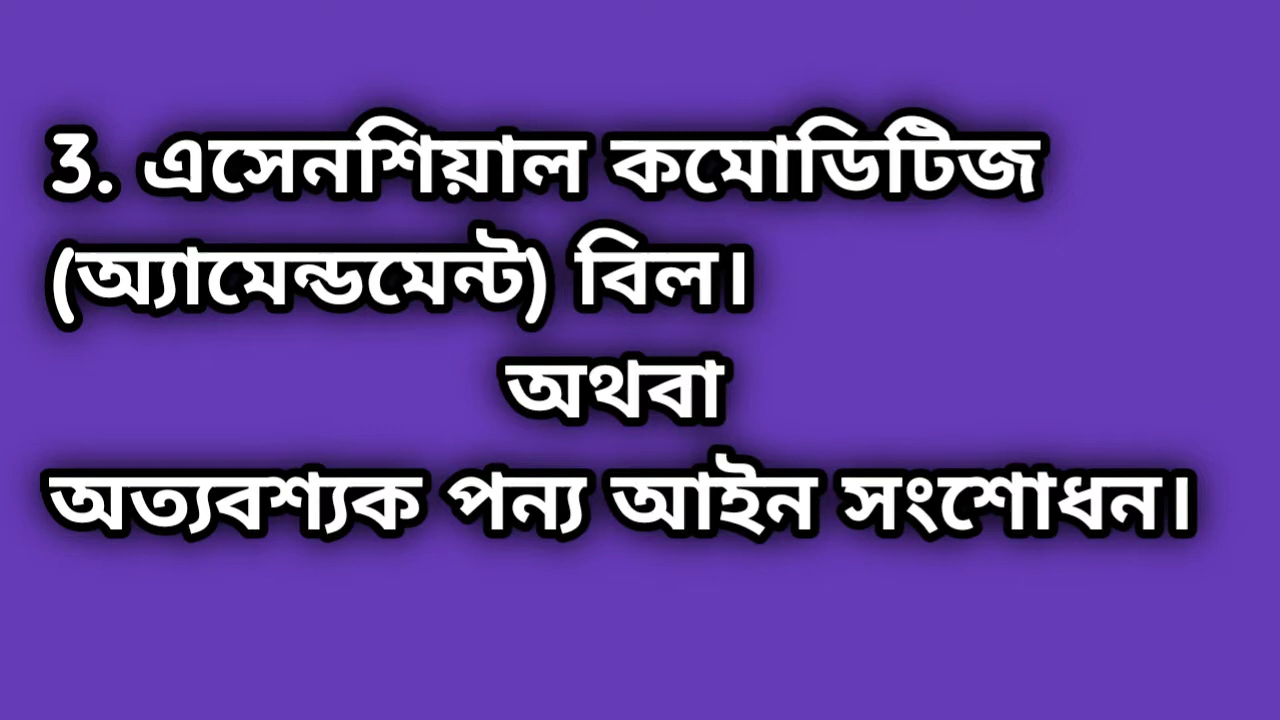 3. এসেনশিয়াল কমোডিটিজ
(অ্যামেন্ডমেন্ট) বিল।
অথবা
অত্যবশ্যক পন্য আইন সংশোধন।